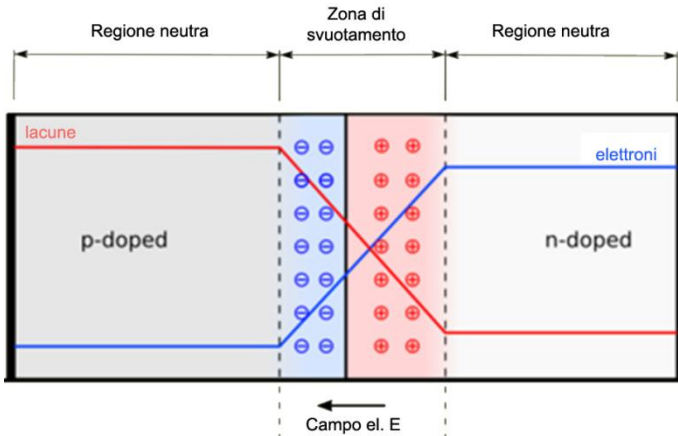 Regione neutra
Zona di
svuotamento
Regione neutra
lacune
elettroni
p-doped
n-doped
Campo el. E